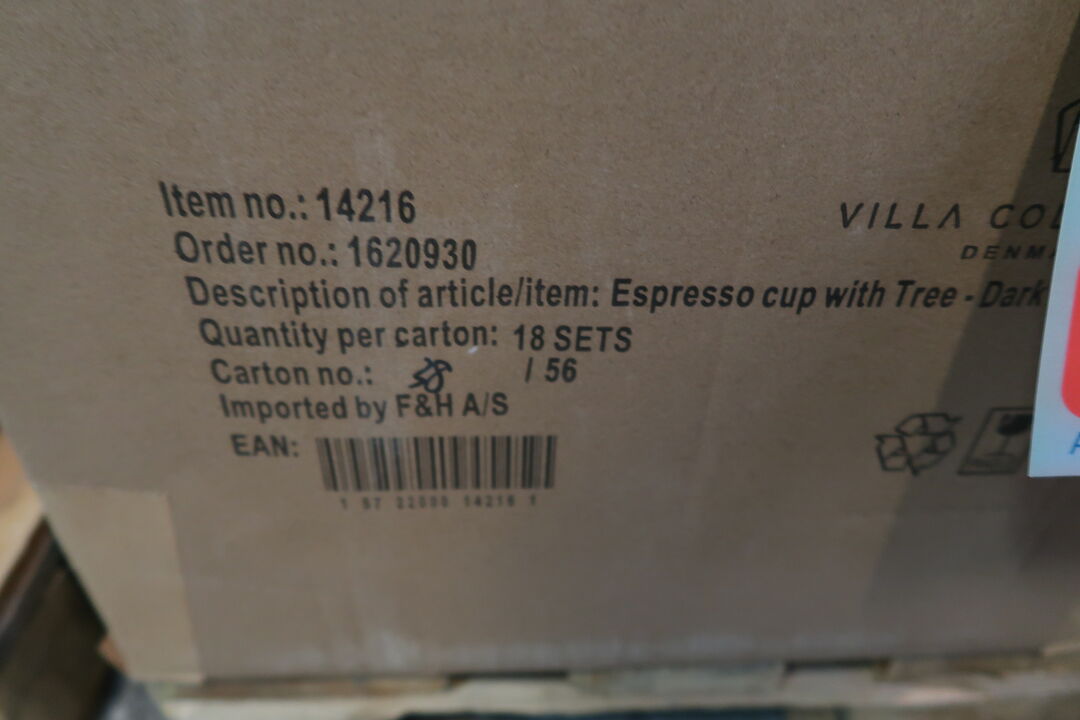 Item no.: 14216
Order no.: 1620930
Description of article/item: Espresso cup with Tree - Dark
Quantity per carton: 18 SETS
Carton no.: / 56
Imported by F&H A/S
EAN:
VILLA